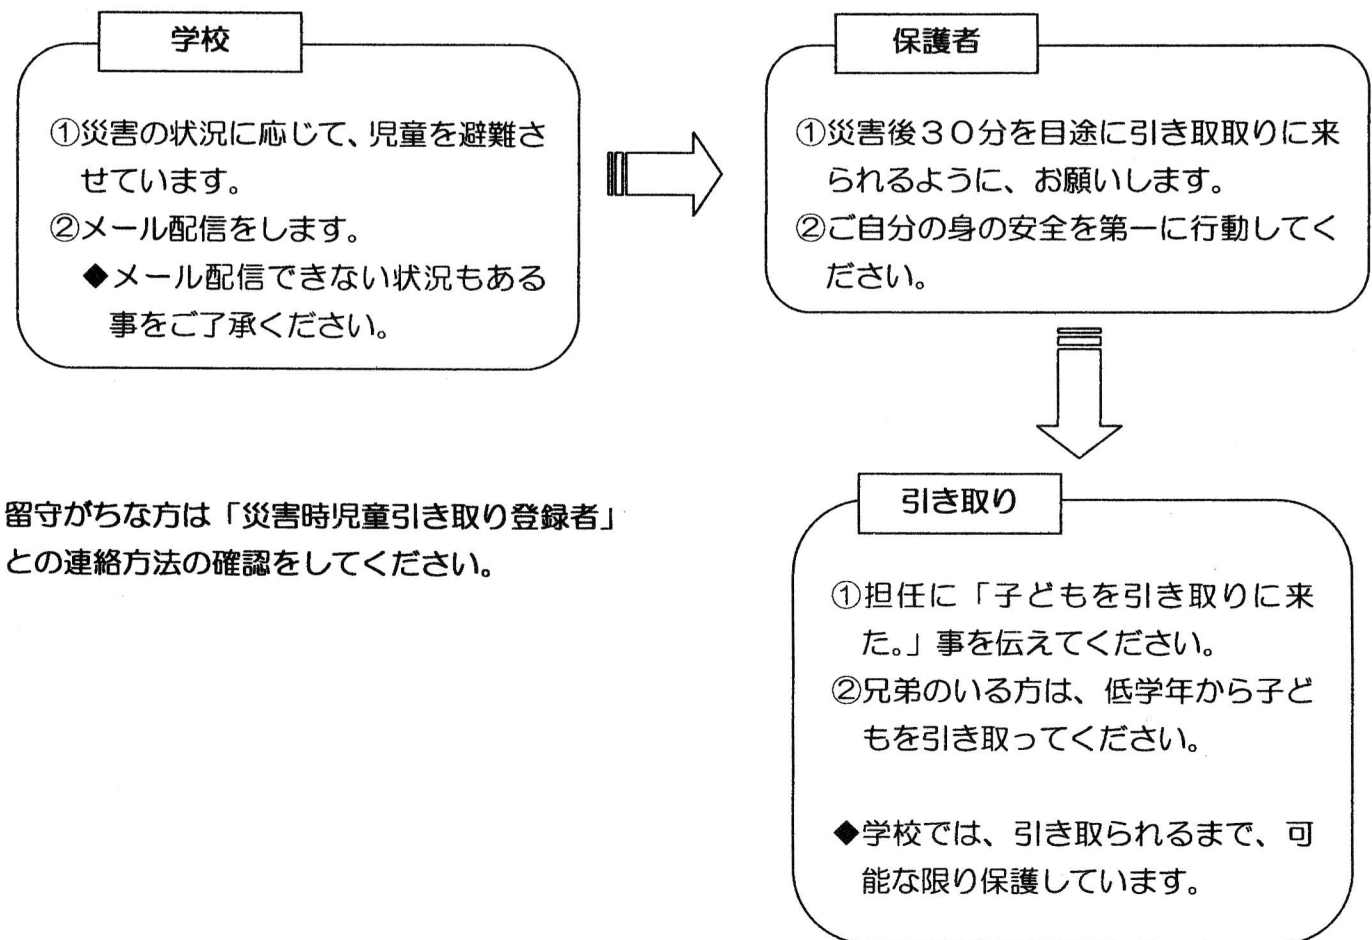 学校
①災害の状況に応じて、児童を避難さ
せています。
②メール配信をします。
◆メール配信できない状況もある
事をご了承ください。
保護者
①災害後３０分を目途に引き取取りに来
られるように、お願いします。
②ご自分の身の安全を第一に行動してく
ださい。
留守がちな方は「災害時児童引き取り登録者」
との連絡方法の確認をしてください。
引き取り
①担任に「子どもを引き取りに来
た。」事を伝えてください。
②兄弟のいる方は、低学年から子ど
もを引き取ってください。
◆学校では、引き取られるまで、可
能な限り保護しています。